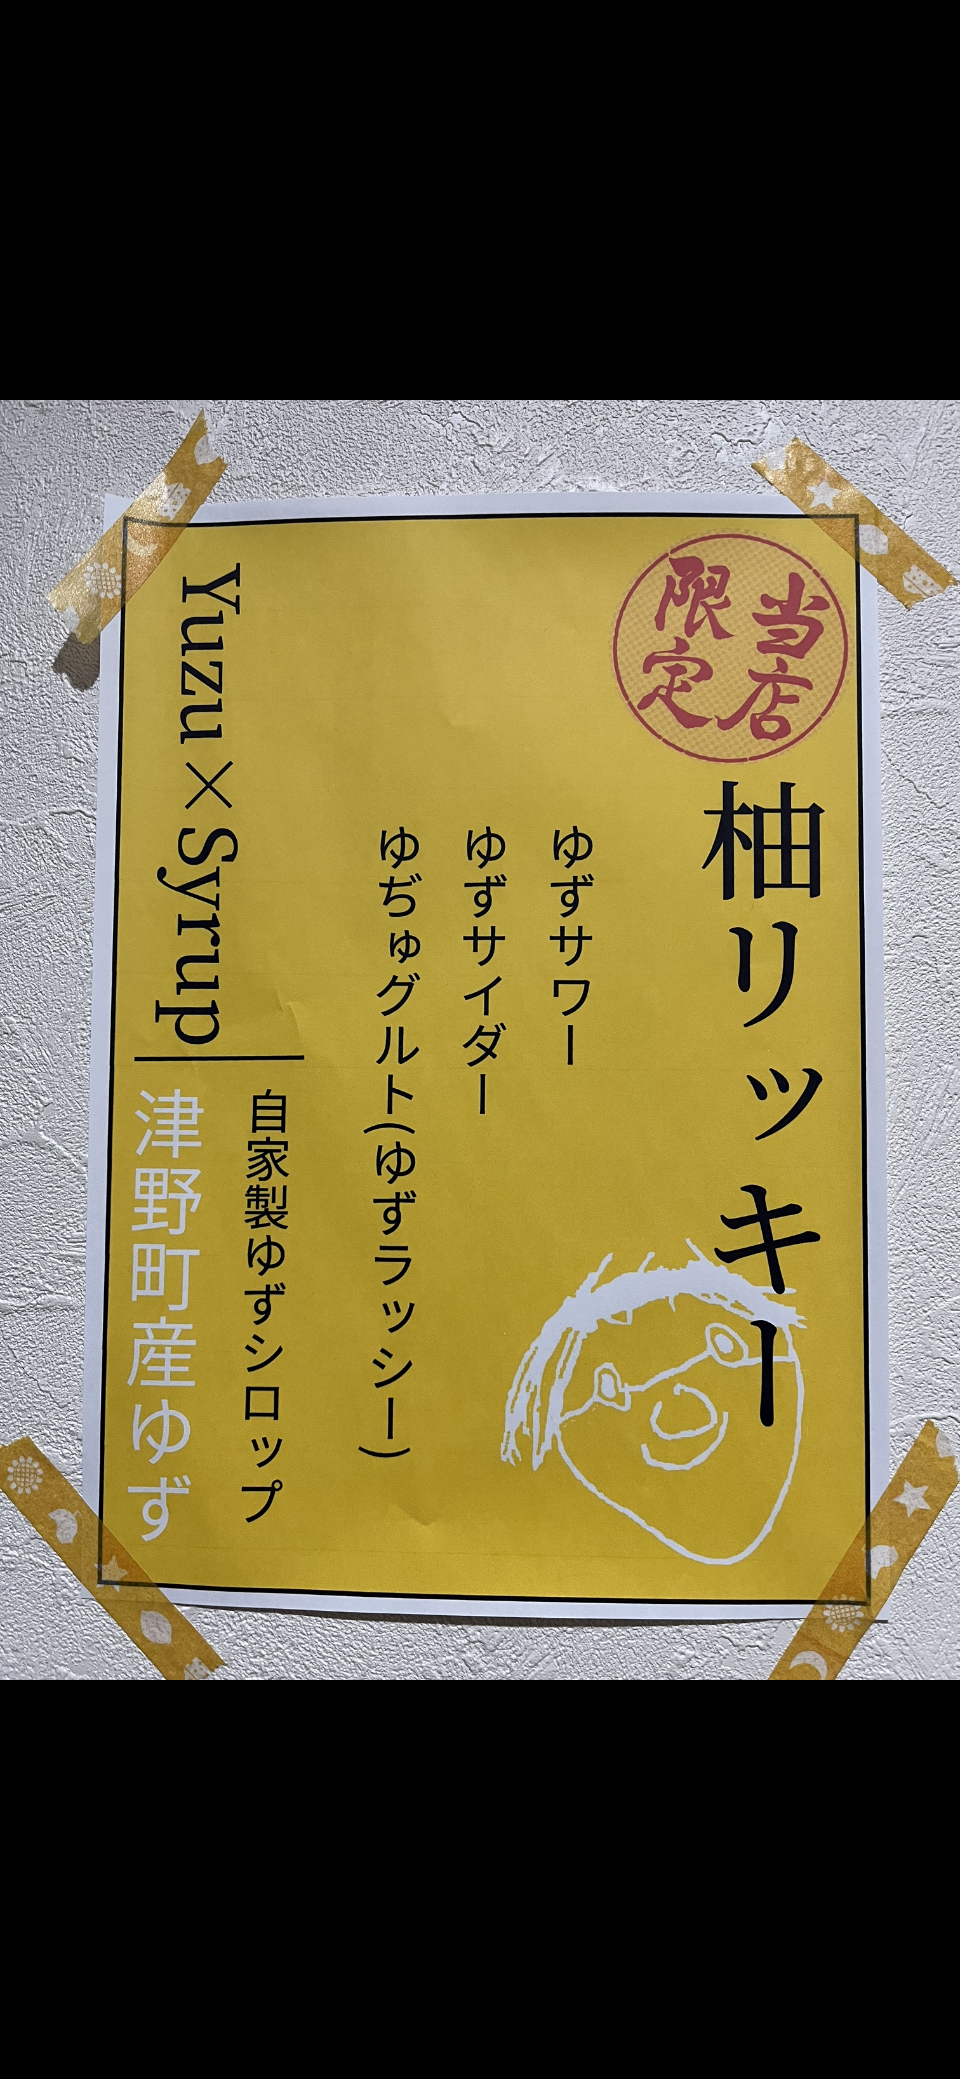 当店
限定
柚リッキー
ゆずサワー
ゆずサイダー
ゆぢゅグルト(ゆずラッシー)
Yuzu×Syrup
自家製ゆずシロップ
津野町産ゆず